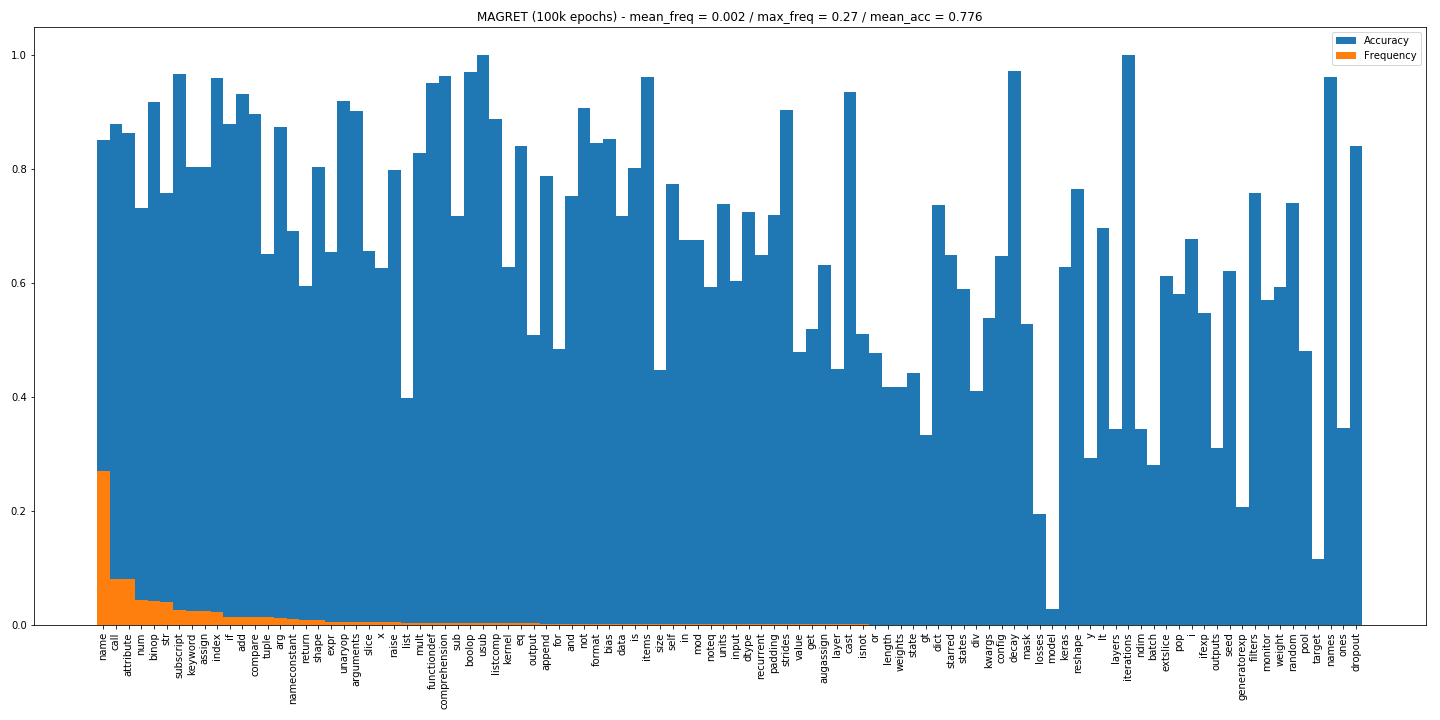 MAGRET (100k epochs) - mean_freq = 0.002 / max_freq = 0.27 / mean_acc = 0.776
Accuracy
Frequency
1.0
0.8
0.6
0.4
0.2
0.0
name
call
attribute
num
binop
str
subscript
keyword
assign
index
if
add
compare
tuple
arg
nameconstant
return
shape
expr
unaryop
arguments
slice
x
raise
list
mult
functiondef
comprehension
sub
boolop
usub
listcomp
kernel
eq
output
append
for
and
not
format
bias
data
is
items
size
self
in
mod
noteq
units
input
dtype
recurrent
padding
strides
value
get
augassign
layer
cast
isnot
or
length
weights
state
gt
dict
starred
states
div
kwargs
config
decay
mask
losses
model
keras
reshape
y
lt
layers
iterations
ndim
batch
extslice
pop
i
ifexp
outputs
seed
generatorexp
filters
monitor
weight
random
pool
target
names
ones
dropout